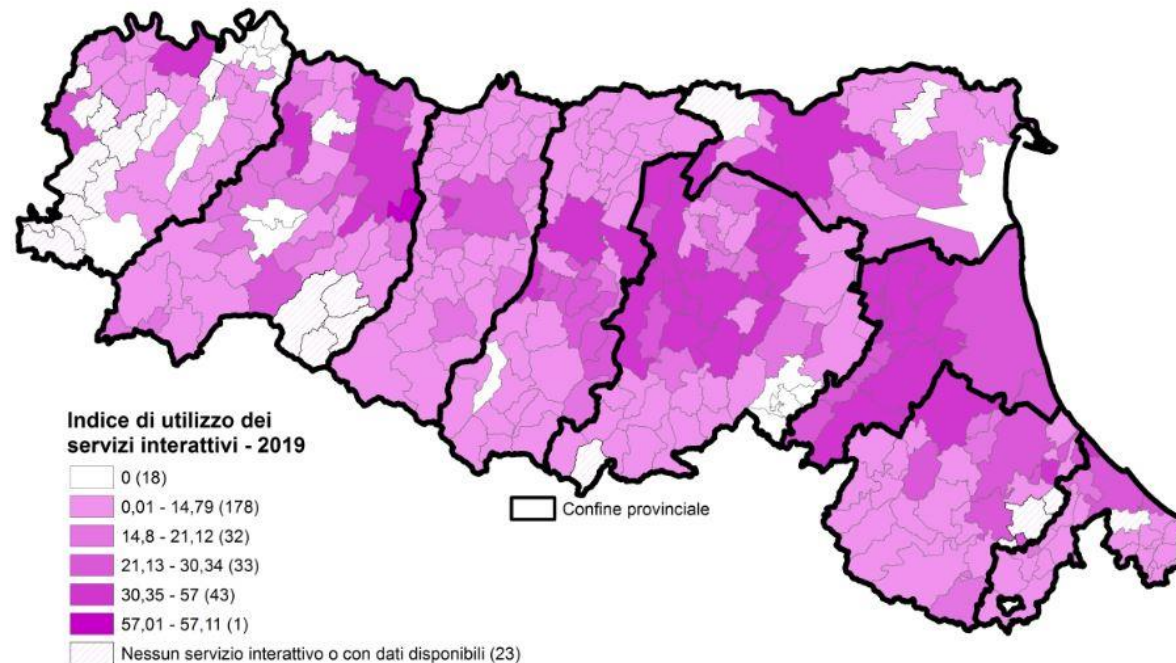 Indice di utilizzo dei
servizi interattivi - 2019
0 (18)
0,01 - 14,79 (178)
14,8 - 21,12 (32)
21,13 - 30,34 (33)
30,35 - 57 (43)
57,01 - 57,11 (1)
Nessun servizio interattivo o con dati disponibili (23)
Confine provinciale